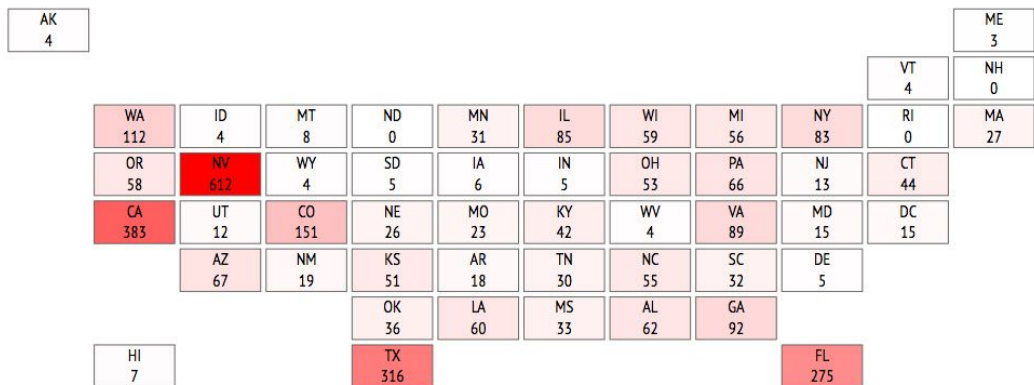 AK
4
ME
3
VT
4
NH
0
WA
112
ID
4
MT
8
ND
0
MN
31
IL
85
WI
59
MI
56
NY
83
RI
0
MA
27
OR
58
NV
612
WY
4
SD
5
IA
6
IN
5
OH
53
PA
66
NJ
13
CT
44
CA
383
UT
12
CO
151
NE
26
MO
23
KY
42
WV
4
VA
89
MD
15
DC
15
AZ
67
NM
19
KS
51
AR
18
TN
30
NC
55
SC
32
DE
5
OK
36
LA
60
MS
33
AL
62
GA
92
HI
7
TX
316
FL
275